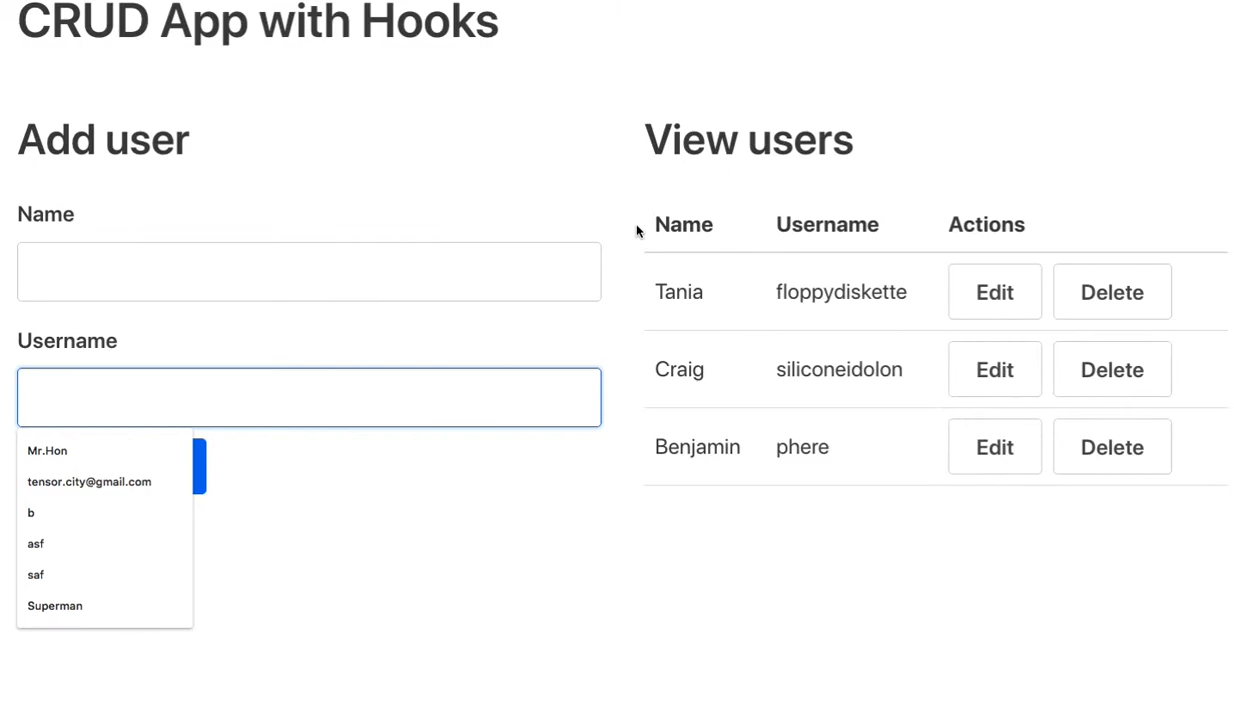 CRUD App with Hooks
Add user
Name
Username
Mr.Hon
tensor.city@gmail.com
b
asf
saf
Superman
View users
Name Username Actions
Tania floppydiskette Edit Delete
Craig siliconeidolon Edit Delete
Benjamin phere Edit Delete